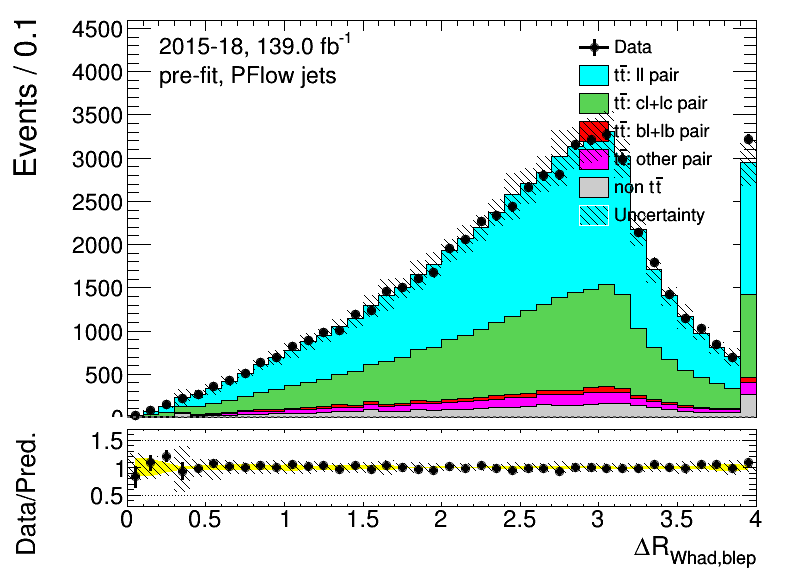 Events / 0.1
4500
4000
3500
3000
2500
2000
1500
1000
500
0
2015-18, 139.0 fb⁻¹
pre-fit, PFlow jets
Data
tt̄: ll pair
tt̄: cl+lc pair
tt̄: bl+lb pair
tt̄: other pair
non tt̄
Uncertainty
Data/Pred.
1.5
1
0.5
0 0.5 1 1.5 2 2.5 3 3.5 4
ΔR_Whad,blep